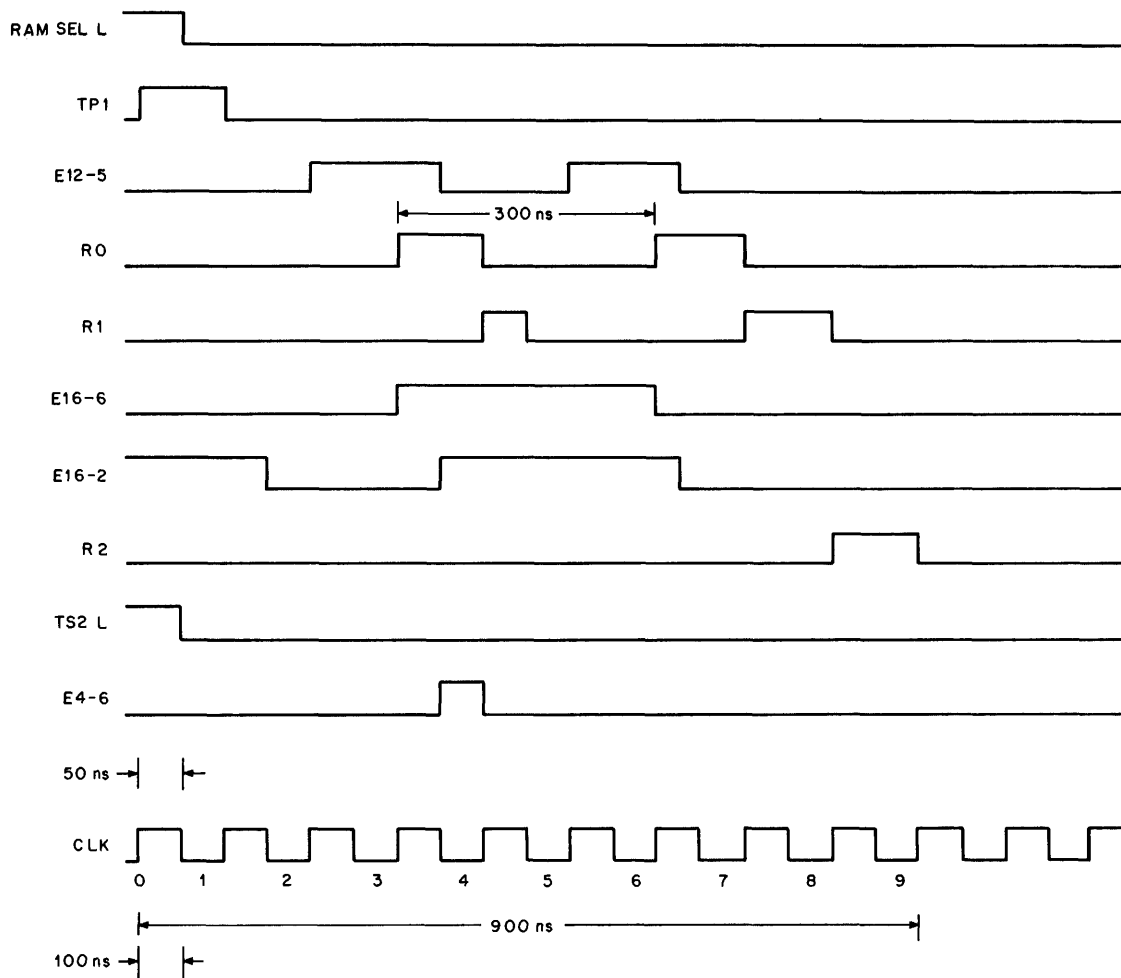 RAM SEL L
TP1
E12-5
300 ns
R0
R1
E16-6
E16-2
R2
TS2 L
E4-6
50 ns
CLK
0 1 2 3 4 5 6 7 8 9
900 ns
100 ns